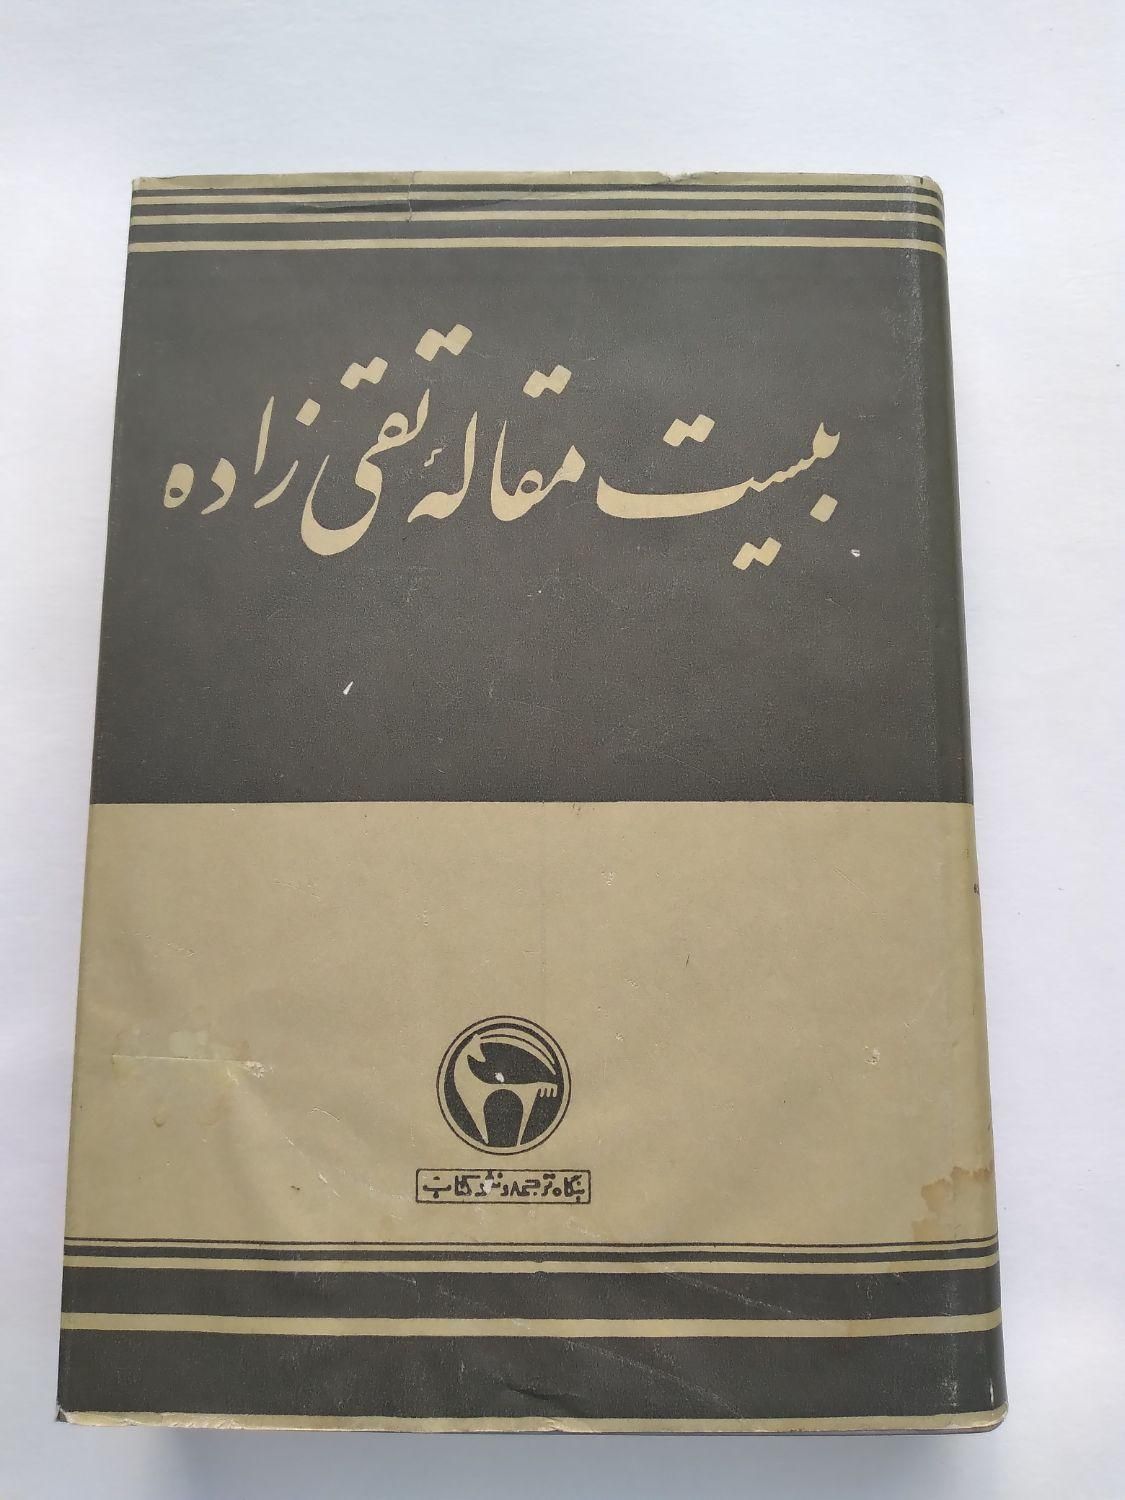 بیست مقالهٔ تقی زاده
بنگاه ترجمه و نشر کتاب